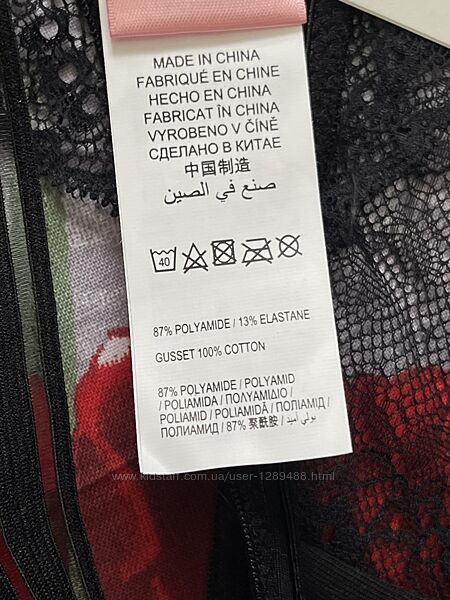 MADE IN CHINA
FABRIQUÉ EN CHINE
HECHO EN CHINA
FABRICAT ÎN CHINA
VYROBENO V ČÍNĚ
СДЕЛАНО В КИТАЕ
中国制造
صنع في الصين
40
87% POLYAMIDE / 13% ELASTANE
GUSSET 100% COTTON
87% POLYAMIDE / POLYAMID
/ POLIAMIDA / ΠΟΛΥΑΜΙΔΙΟ /
POLIAMID / POLIAMIDĂ / ПОЛІАМІД /
ПОЛИАМИД / 87% 聚酰胺 / بولي أميد
www.kidstaff.com.ua/user-1289488.html